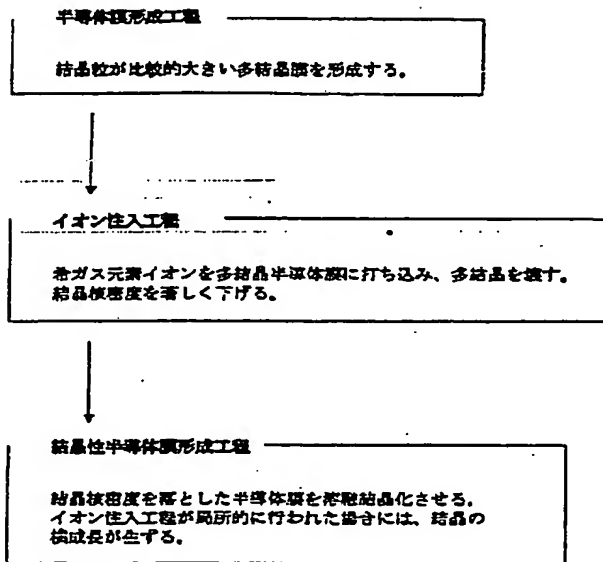 半導体膜形成工程
結晶粒が比較的大きい多結晶膜を形成する。
イオン注入工程
希ガス元素イオンを多結晶半導体膜に打ち込み、多結晶を壊す。
結晶核密度を著しく下げる。
結晶性半導体膜形成工程
結晶核密度を落とした半導体膜を溶融結晶化させる。
イオン注入工程が局所的に行われた場合には、結晶の
横成長が生ずる。